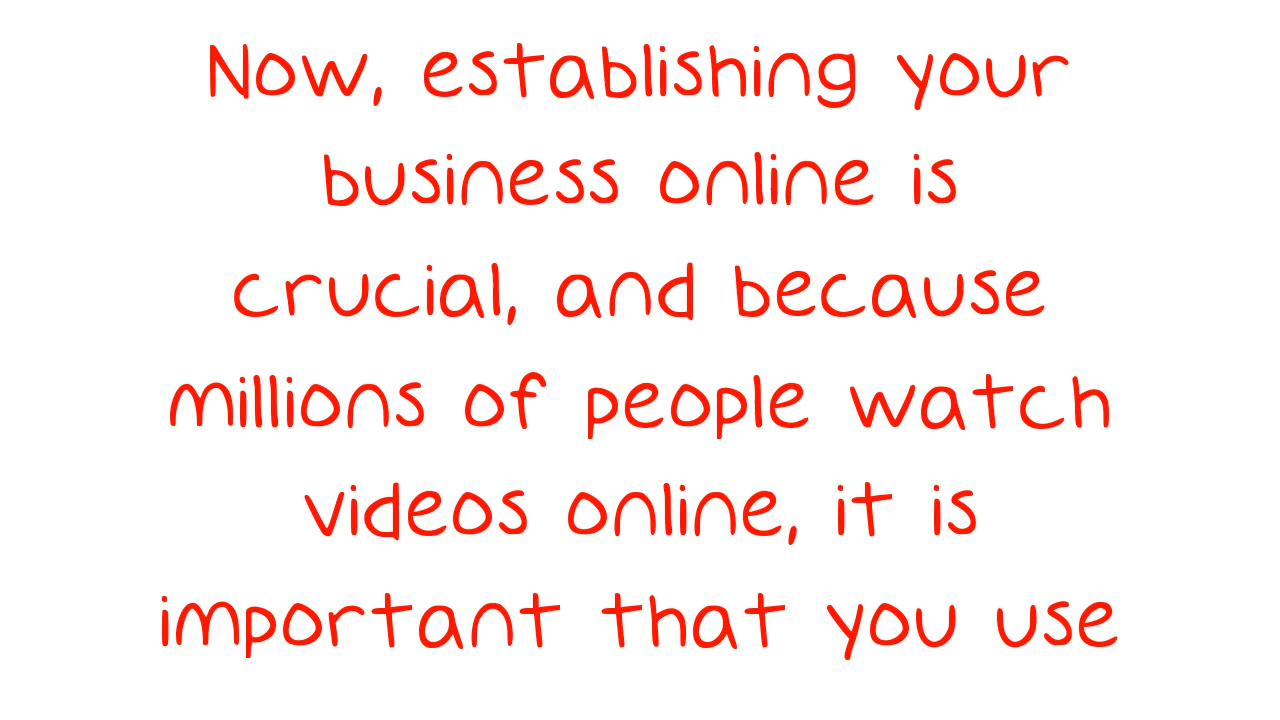 Now, establishing your
business online is
crucial, and because
millions of people watch
videos online, it is
important that you use